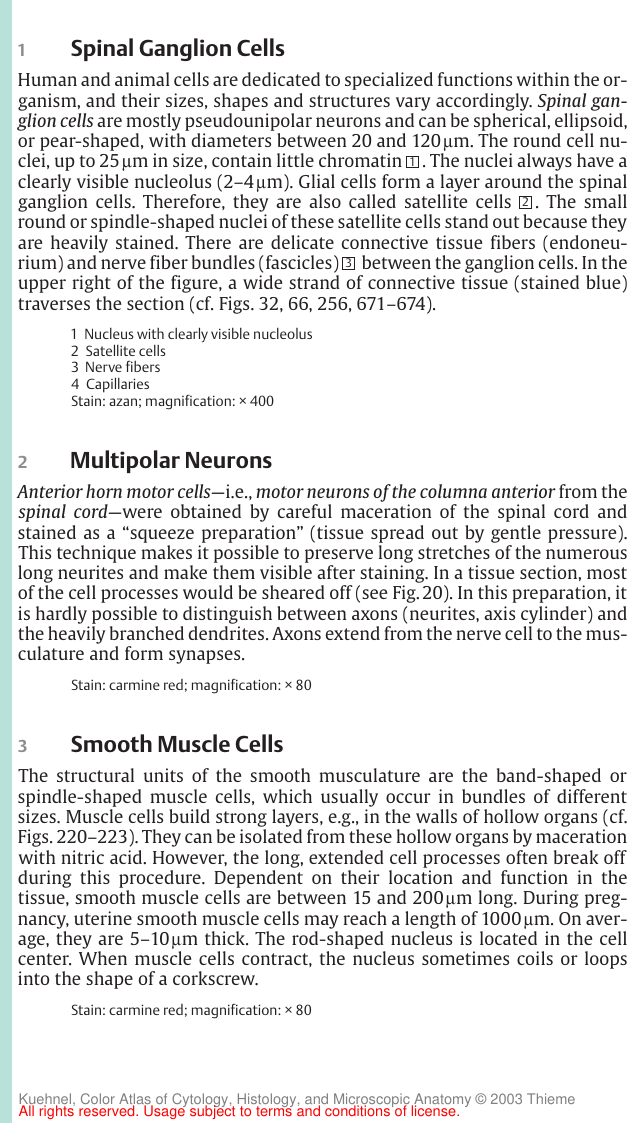 1 Spinal Ganglion Cells
Human and animal cells are dedicated to specialized functions within the or-
ganism, and their sizes, shapes and structures vary accordingly. Spinal gan-
glion cells are mostly pseudounipolar neurons and can be spherical, ellipsoid,
or pear-shaped, with diameters between 20 and 120 µm. The round cell nu-
clei, up to 25 µm in size, contain little chromatin 1. The nuclei always have a
clearly visible nucleolus (2–4 µm). Glial cells form a layer around the spinal
ganglion cells. Therefore, they are also called satellite cells 2. The small
round or spindle-shaped nuclei of these satellite cells stand out because they
are heavily stained. There are delicate connective tissue fibers (endoneu-
rium) and nerve fiber bundles (fascicles) 3 between the ganglion cells. In the
upper right of the figure, a wide strand of connective tissue (stained blue)
traverses the section (cf. Figs. 32, 66, 256, 671–674).
1 Nucleus with clearly visible nucleolus
2 Satellite cells
3 Nerve fibers
4 Capillaries
Stain: azan; magnification: × 400
2 Multipolar Neurons
Anterior horn motor cells—i.e., motor neurons of the columna anterior from the
spinal cord—were obtained by careful maceration of the spinal cord and
stained as a “squeeze preparation” (tissue spread out by gentle pressure).
This technique makes it possible to preserve long stretches of the numerous
long neurites and make them visible after staining. In a tissue section, most
of the cell processes would be sheared off (see Fig. 20). In this preparation, it
is hardly possible to distinguish between axons (neurites, axis cylinder) and
the heavily branched dendrites. Axons extend from the nerve cell to the mus-
culature and form synapses.
Stain: carmine red; magnification: × 80
3 Smooth Muscle Cells
The structural units of the smooth musculature are the band-shaped or
spindle-shaped muscle cells, which usually occur in bundles of different
sizes. Muscle cells build strong layers, e.g., in the walls of hollow organs (cf.
Figs. 220–223). They can be isolated from these hollow organs by maceration
with nitric acid. However, the long, extended cell processes often break off
during this procedure. Dependent on their location and function in the
tissue, smooth muscle cells are between 15 and 200 µm long. During preg-
nancy, uterine smooth muscle cells may reach a length of 1000 µm. On aver-
age, they are 5–10 µm thick. The rod-shaped nucleus is located in the cell
center. When muscle cells contract, the nucleus sometimes coils or loops
into the shape of a corkscrew.
Stain: carmine red; magnification: × 80
Kuehnel, Color Atlas of Cytology, Histology, and Microscopic Anatomy © 2003 Thieme
All rights reserved. Usage subject to terms and conditions of license.